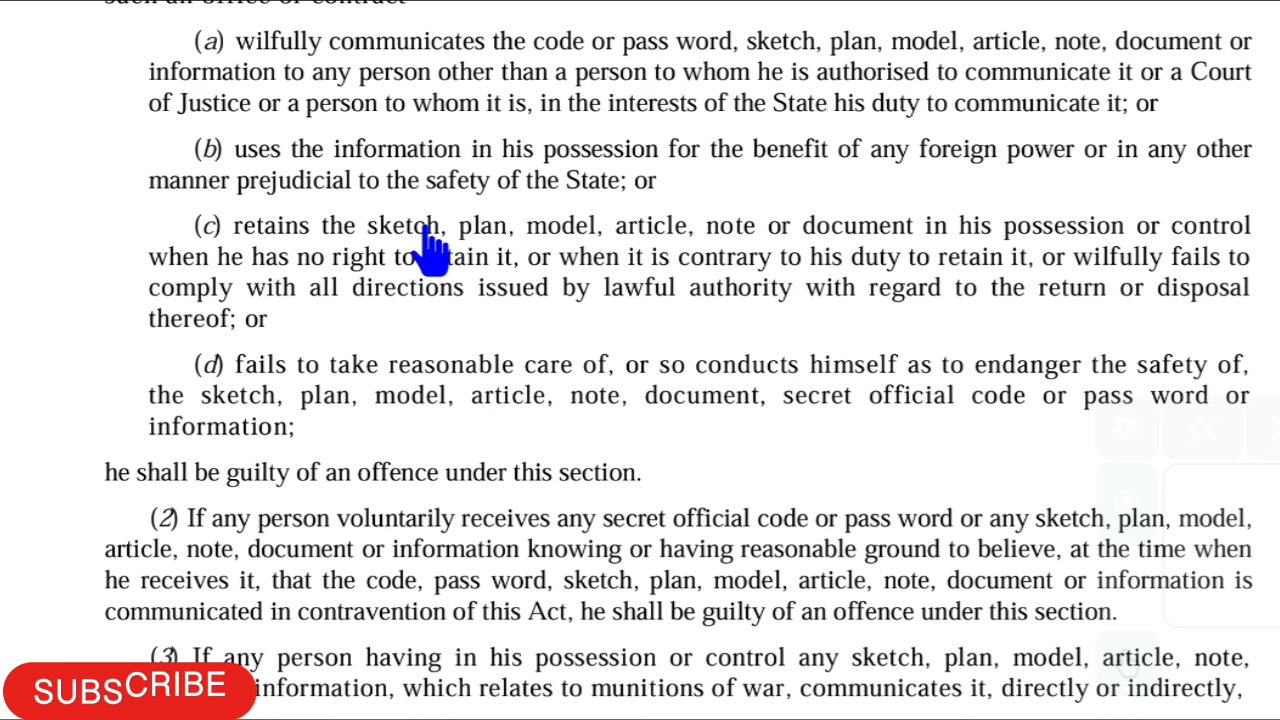 (a) wilfully communicates the code or pass word, sketch, plan, model, article, note, document or
information to any person other than a person to whom he is authorised to communicate it or a Court
of Justice or a person to whom it is, in the interests of the State his duty to communicate it; or
(b) uses the information in his possession for the benefit of any foreign power or in any other
manner prejudicial to the safety of the State; or
(c) retains the sketch, plan, model, article, note or document in his possession or control
when he has no right to tain it, or when it is contrary to his duty to retain it, or wilfully fails to
comply with all directions issued by lawful authority with regard to the return or disposal
thereof; or
(d) fails to take reasonable care of, or so conducts himself as to endanger the safety of,
the sketch, plan, model, article, note, document, secret official code or pass word or
information;
he shall be guilty of an offence under this section.
(2) If any person voluntarily receives any secret official code or pass word or any sketch, plan, model,
article, note, document or information knowing or having reasonable ground to believe, at the time when
he receives it, that the code, pass word, sketch, plan, model, article, note, document or information is
communicated in contravention of this Act, he shall be guilty of an offence under this section.
(3) If any person having in his possession or control any sketch, plan, model, article, note,
information, which relates to munitions of war, communicates it, directly or indirectly,
SUBSCRIBE